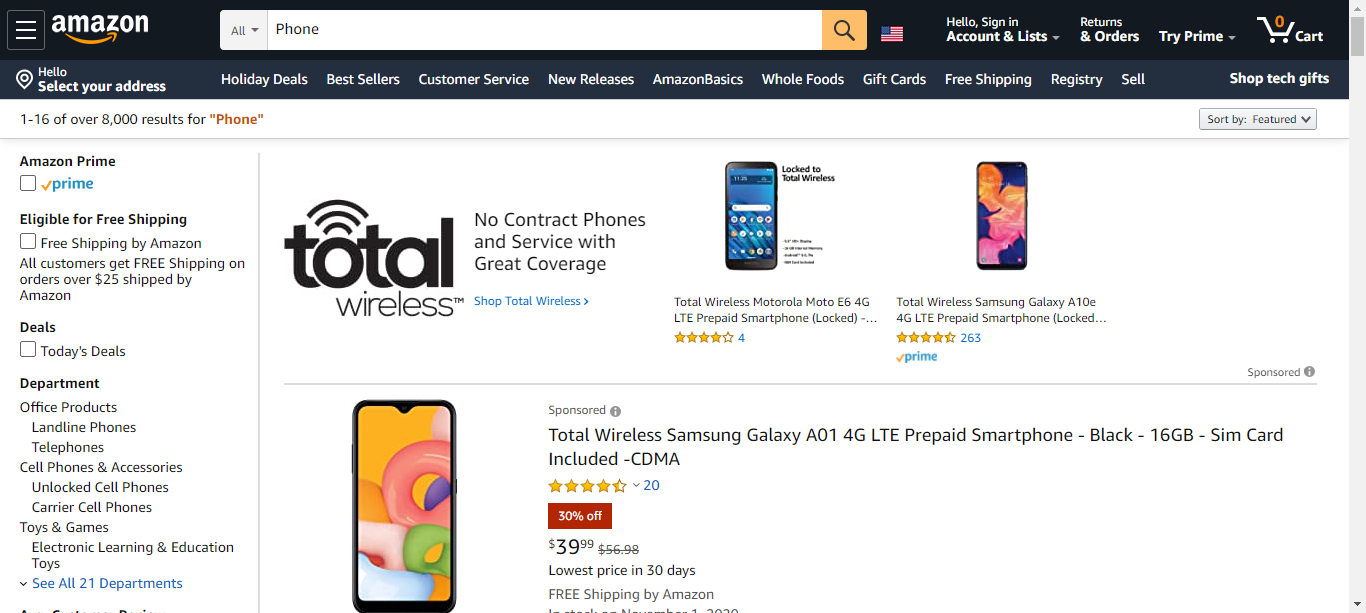 amazon
All
Phone
Hello, Sign in
Account & Lists
Returns
& Orders
Try Prime
0
Cart
Hello
Select your address
Holiday Deals
Best Sellers
Customer Service
New Releases
AmazonBasics
Whole Foods
Gift Cards
Free Shipping
Registry
Sell
Shop tech gifts
1-16 of over 8,000 results for "Phone"
Sort by: Featured
Amazon Prime
prime
Eligible for Free Shipping
Free Shipping by Amazon
All customers get FREE Shipping on
orders over $25 shipped by
Amazon
Deals
Today's Deals
Department
Office Products
Landline Phones
Telephones
Cell Phones & Accessories
Unlocked Cell Phones
Carrier Cell Phones
Toys & Games
Electronic Learning & Education
Toys
See All 21 Departments
total
wireless™
No Contract Phones
and Service with
Great Coverage
Shop Total Wireless ›
Locked to
Total Wireless
11:25
Total Wireless Motorola Moto E6 4G
LTE Prepaid Smartphone (Locked) -...
4
Total Wireless Samsung Galaxy A10e
4G LTE Prepaid Smartphone (Locked...
263
prime
Sponsored
Sponsored
Total Wireless Samsung Galaxy A01 4G LTE Prepaid Smartphone - Black - 16GB - Sim Card
Included -CDMA
20
30% off
$3999 $56.98
Lowest price in 30 days
FREE Shipping by Amazon
In stock on November 1, 2020